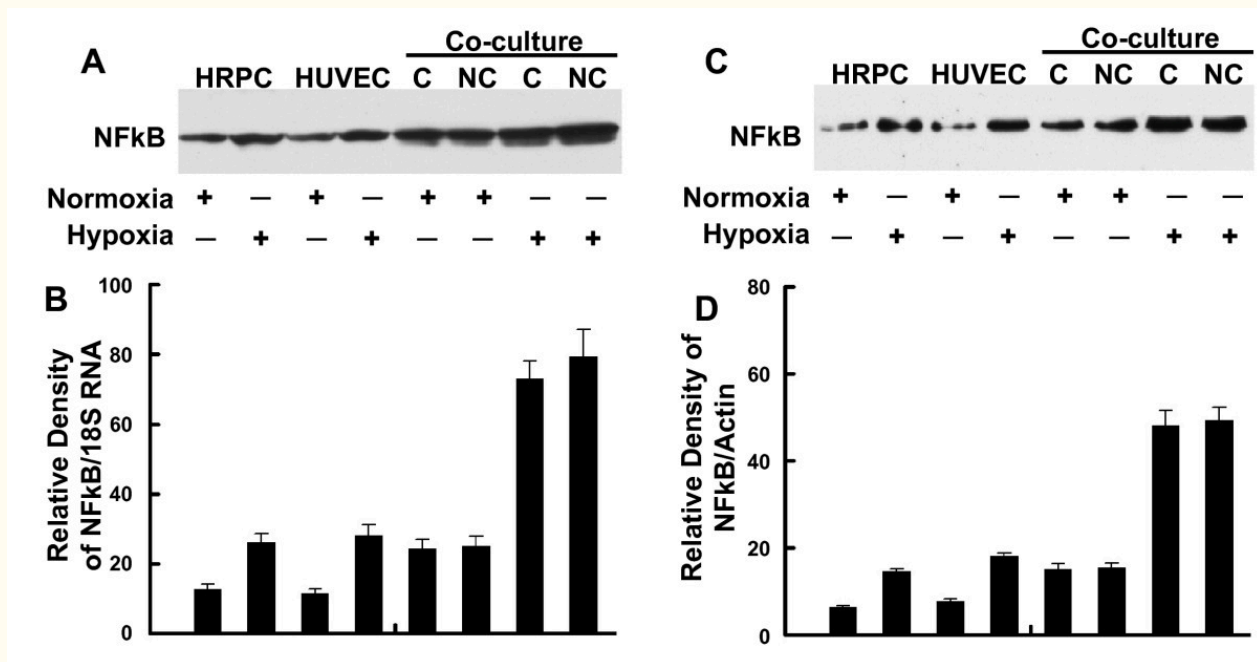 A
Co-culture
HRPC HUVEC C NC C NC
NFkB
Normoxia + — + — + + — —
Hypoxia — + — + — — + +
B
Relative Density
of NFkB/18S RNA
100
80
60
40
20
0
C
Co-culture
HRPC HUVEC C NC C NC
NFkB
Normoxia + — + — + + — —
Hypoxia — + — + — — + +
D
Relative Density of
NFkB/Actin
80
60
40
20
0